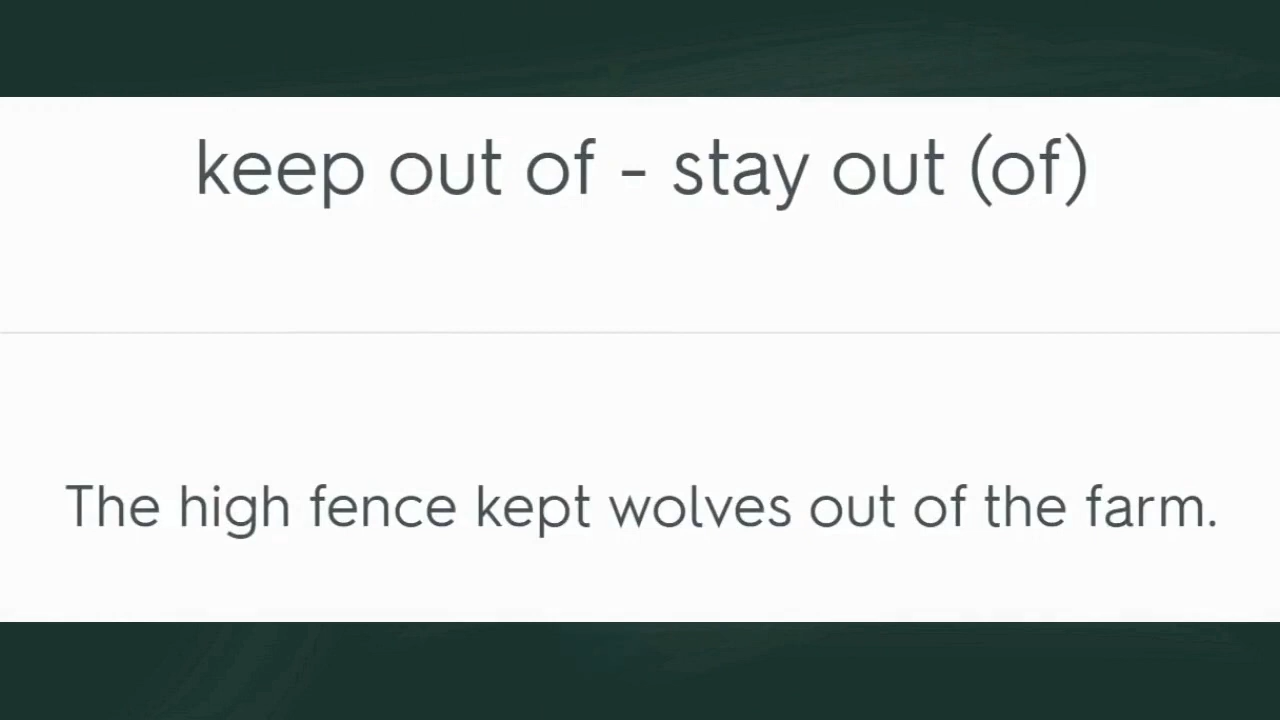 keep out of - stay out (of)
The high fence kept wolves out of the farm.